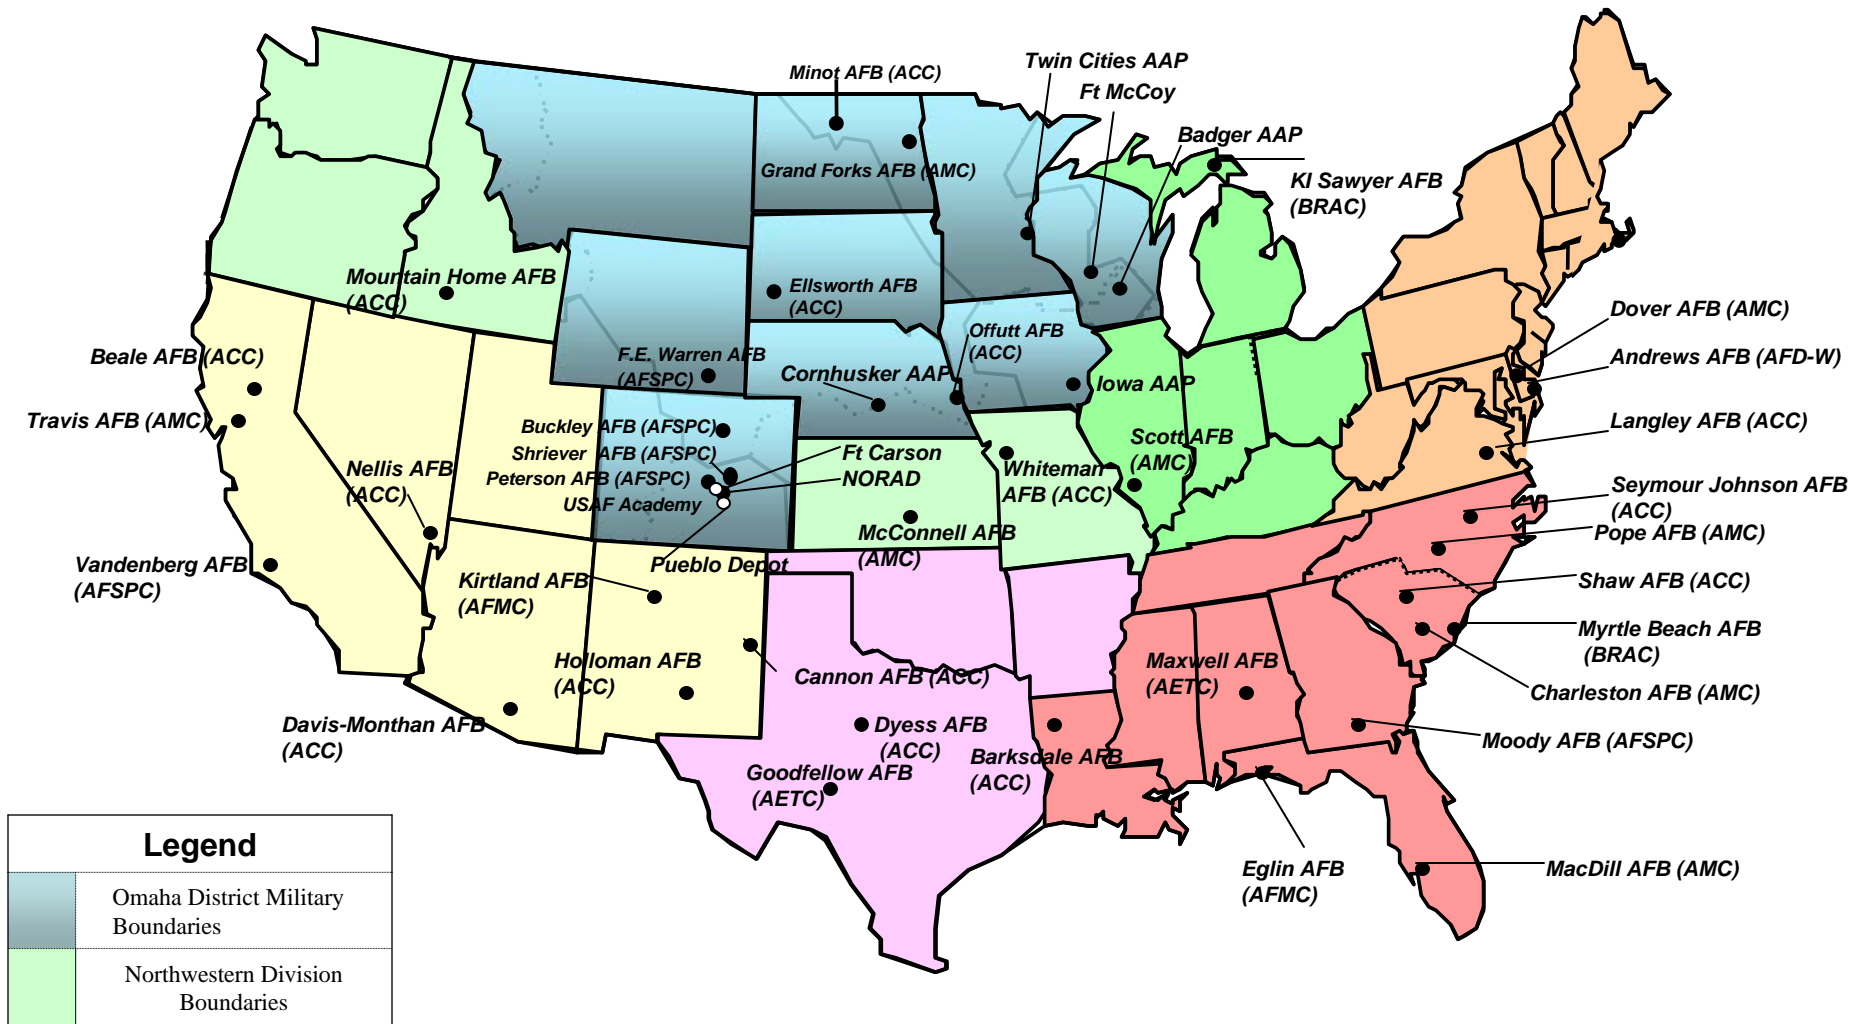 Minot AFB (ACC)
Twin Cities AAP
Ft McCoy
Badger AAP
KI Sawyer AFB
(BRAC)
Grand Forks AFB (AMC)
Mountain Home AFB
(ACC)
Ellsworth AFB
(ACC)
Dover AFB (AMC)
Andrews AFB (AFD-W)
Beale AFB (ACC)
F.E. Warren AFB
(AFSPC)
Offutt AFB
(ACC)
Cornhusker AAP
Iowa AAP
Travis AFB (AMC)
Langley AFB (ACC)
Buckley AFB (AFSPC)
Shriever AFB (AFSPC)
Peterson AFB (AFSPC)
USAF Academy
Ft Carson
NORAD
Nellis AFB
(ACC)
Whiteman
AFB (ACC)
Scott AFB
(AMC)
Seymour Johnson AFB
(ACC)
McConnell AFB
(AMC)
Pope AFB (AMC)
Vandenberg AFB
(AFSPC)
Pueblo Depot
Kirtland AFB
(AFMC)
Shaw AFB (ACC)
Myrtle Beach AFB
(BRAC)
Holloman AFB
(ACC)
Cannon AFB (ACC)
Maxwell AFB
(AETC)
Charleston AFB (AMC)
Davis-Monthan AFB
(ACC)
Dyess AFB
(ACC)
Barksdale AFB
(ACC)
Moody AFB (AFSPC)
Goodfellow AFB
(AETC)
Eglin AFB
(AFMC)
MacDill AFB (AMC)
Legend
Omaha District Military
Boundaries
Northwestern Division
Boundaries